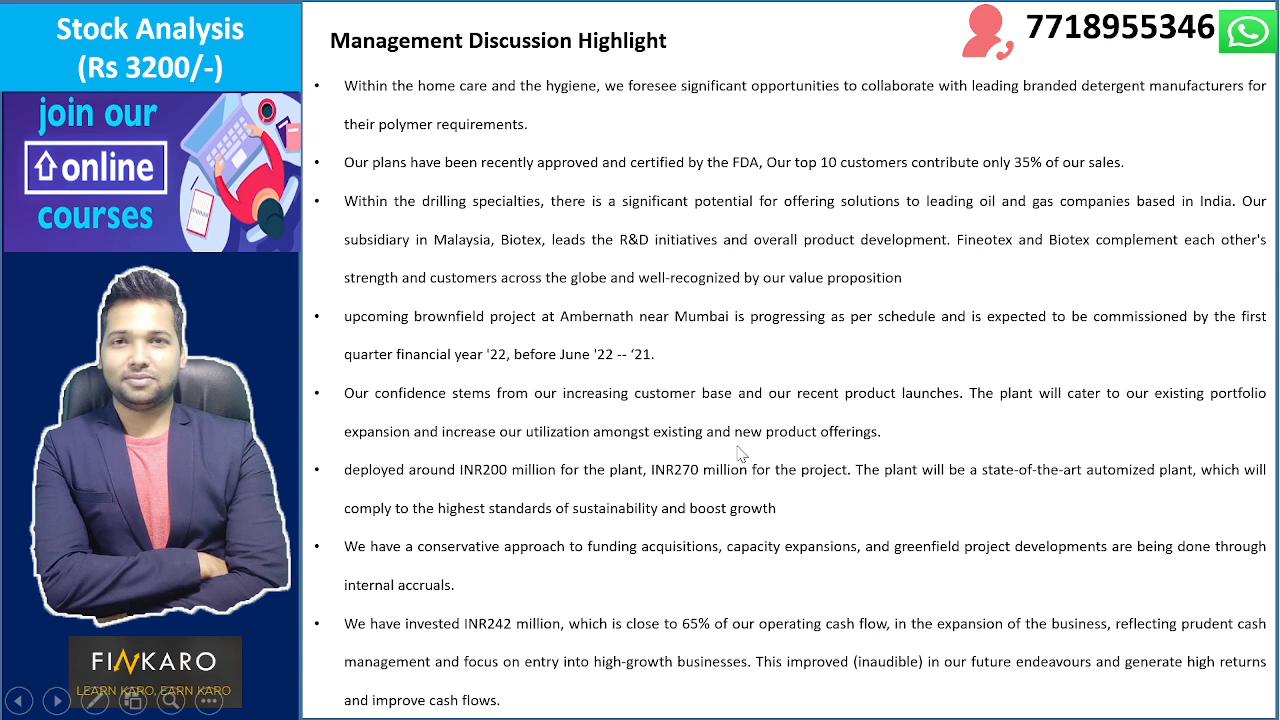 Stock Analysis
(Rs 3200/-)
join our
online
courses
FINKARO
LEARN KARO, EARN KARO
Management Discussion Highlight
7718955346
• Within the home care and the hygiene, we foresee significant opportunities to collaborate with leading branded detergent manufacturers for
their polymer requirements.
• Our plans have been recently approved and certified by the FDA, Our top 10 customers contribute only 35% of our sales.
• Within the drilling specialties, there is a significant potential for offering solutions to leading oil and gas companies based in India. Our
subsidiary in Malaysia, Biotex, leads the R&D initiatives and overall product development. Fineotex and Biotex complement each other's
strength and customers across the globe and well-recognized by our value proposition
• upcoming brownfield project at Ambernath near Mumbai is progressing as per schedule and is expected to be commissioned by the first
quarter financial year '22, before June '22 -- ‘21.
• Our confidence stems from our increasing customer base and our recent product launches. The plant will cater to our existing portfolio
expansion and increase our utilization amongst existing and new product offerings.
• deployed around INR200 million for the plant, INR270 million for the project. The plant will be a state-of-the-art automized plant, which will
comply to the highest standards of sustainability and boost growth
• We have a conservative approach to funding acquisitions, capacity expansions, and greenfield project developments are being done through
internal accruals.
• We have invested INR242 million, which is close to 65% of our operating cash flow, in the expansion of the business, reflecting prudent cash
management and focus on entry into high-growth businesses. This improved (inaudible) in our future endeavours and generate high returns
and improve cash flows.